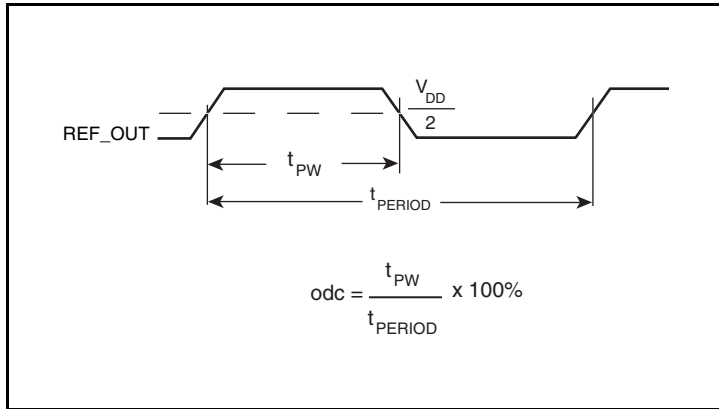 V_DD
2
REF_OUT
t_PW
t_PERIOD
odc = t_PW
x 100%
t_PERIOD